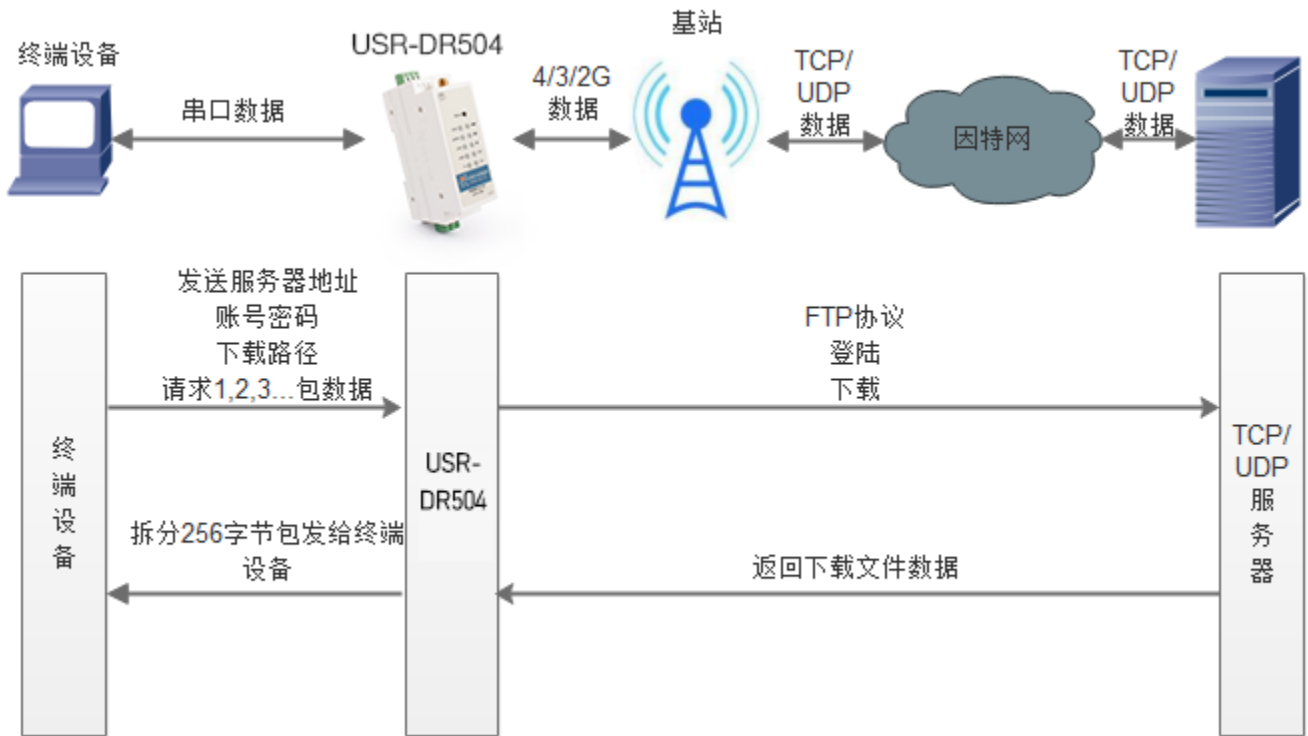 终端设备
串口数据
USR-DR504
4/3/2G
数据
基站
TCP/
UDP
数据
因特网
TCP/
UDP
数据
发送服务器地址
账号密码
下载路径
请求1,2,3...包数据
FTP协议
登陆
下载
终
端
设
备
USR-
DR504
TCP/
UDP
服
务
器
拆分256字节包发给终端
设备
返回下载文件数据